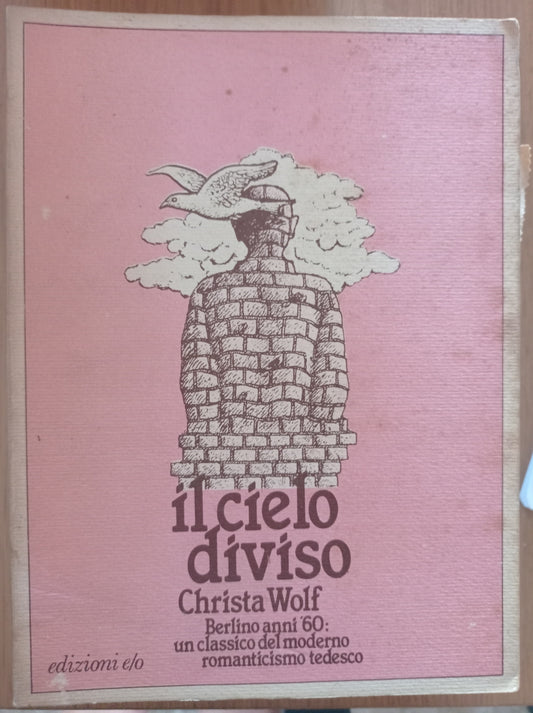 il cielo
diviso
Christa Wolf
Berlino anni '60:
un classico del moderno
romanticismo tedesco
edizioni e/o